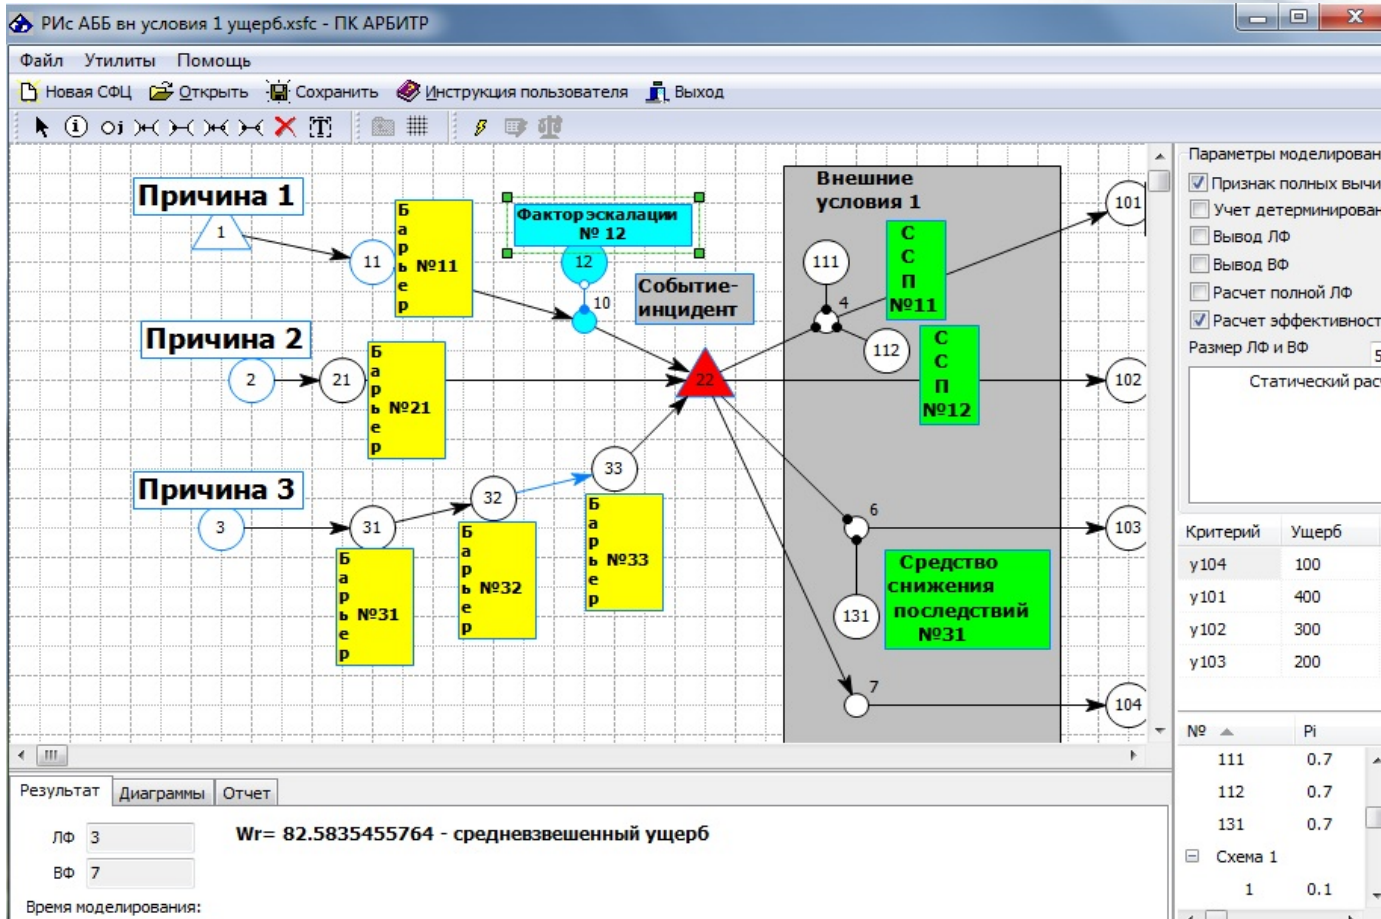 РИс АББ вн условия 1 ущерб.xsfc - ПК АРБИТР
Файл Утилиты Помощь
Новая СФЦ Открыть Сохранить Инструкция пользователя Выход
Причина 1
1
11
Барьер №11
Фактор эскалации
№ 12
12
10
Событие-
инцидент
Внешние
условия 1
111
4
ССП
№11
101
Причина 2
2
21
Барьер №21
22
112
ССП
№12
102
Причина 3
3
31
Барьер №31
32
Барьер №32
33
Барьер №33
6
103
131
Средство
снижения
последствий
№31
7
104
Параметры моделирован
Признак полных вычи
Учет детерминирован
Вывод ЛФ
Вывод ВФ
Расчет полной ЛФ
Расчет эффективност
Размер ЛФ и ВФ 5
Статический рас
Критерий Ущерб
y104 100
y101 400
y102 300
y103 200
№ Pi
111 0.7
112 0.7
131 0.7
Схема 1
1 0.1
Результат Диаграммы Отчет
ЛФ 3
Wr= 82.5835455764 - средневзвешенный ущерб
ВФ 7
Время моделирования: